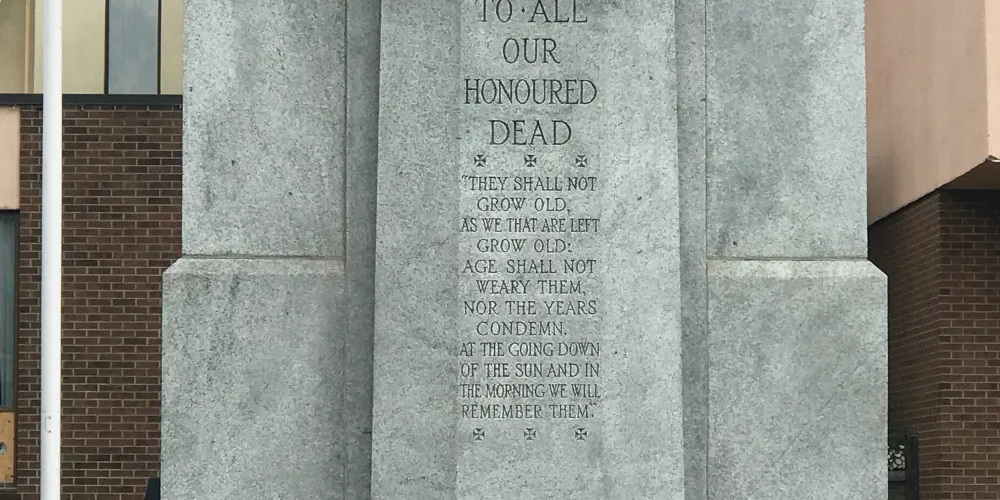 TO·ALL
OUR
HONOURED
DEAD
"THEY SHALL NOT
GROW OLD,
AS WE THAT ARE LEFT
GROW OLD:
AGE SHALL NOT
WEARY THEM,
NOR THE YEARS
CONDEMN.
AT THE GOING DOWN
OF THE SUN AND IN
THE MORNING WE WILL
REMEMBER THEM."